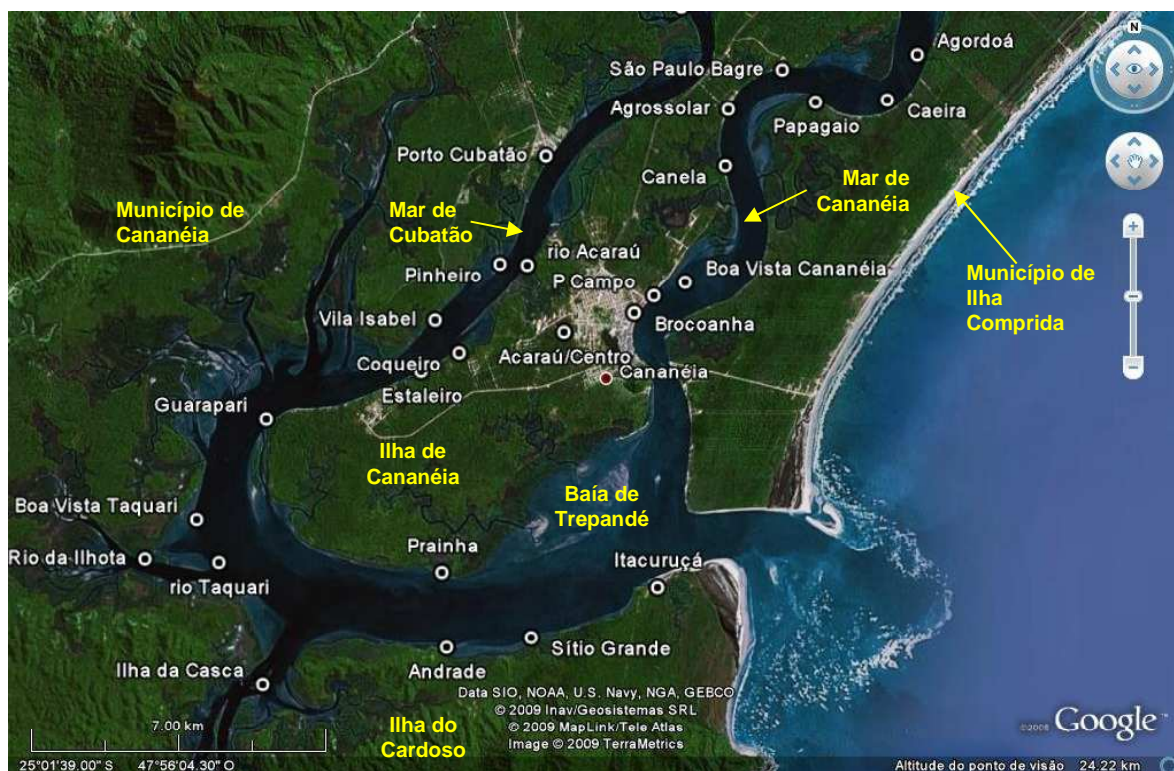 N
Agordoá
São Paulo Bagre
Agrossolar
Papagaio
Caeira
Porto Cubatão
Canela
Município de
Cananéia
Mar de
Cubatão
Mar de
Cananéia
rio Acaraú
Pinheiro
P Campo
Boa Vista Cananéia
Município de
Ilha
Comprida
Vila Isabel
Brocoanha
Coqueiro
Acaraú/Centro
Cananéia
Estaleiro
Guarapari
Ilha de
Cananéia
Baía de
Trepandé
Boa Vista Taquari
Prainha
Rio da Ilhota
Itacuruçá
rio Taquari
Sítio Grande
Andrade
Ilha da Casca
Data SIO, NOAA, U.S. Navy, NGA, GEBCO
© 2009 Inav/Geosistemas SRL
© 2009 MapLink/Tele Atlas
Image © 2009 TerraMetrics
7.00 km
Ilha do
Cardoso
©2008 Google™
25°01'39.00" S 47°56'04.30" O
Altitude do ponto de visão 24.22 km